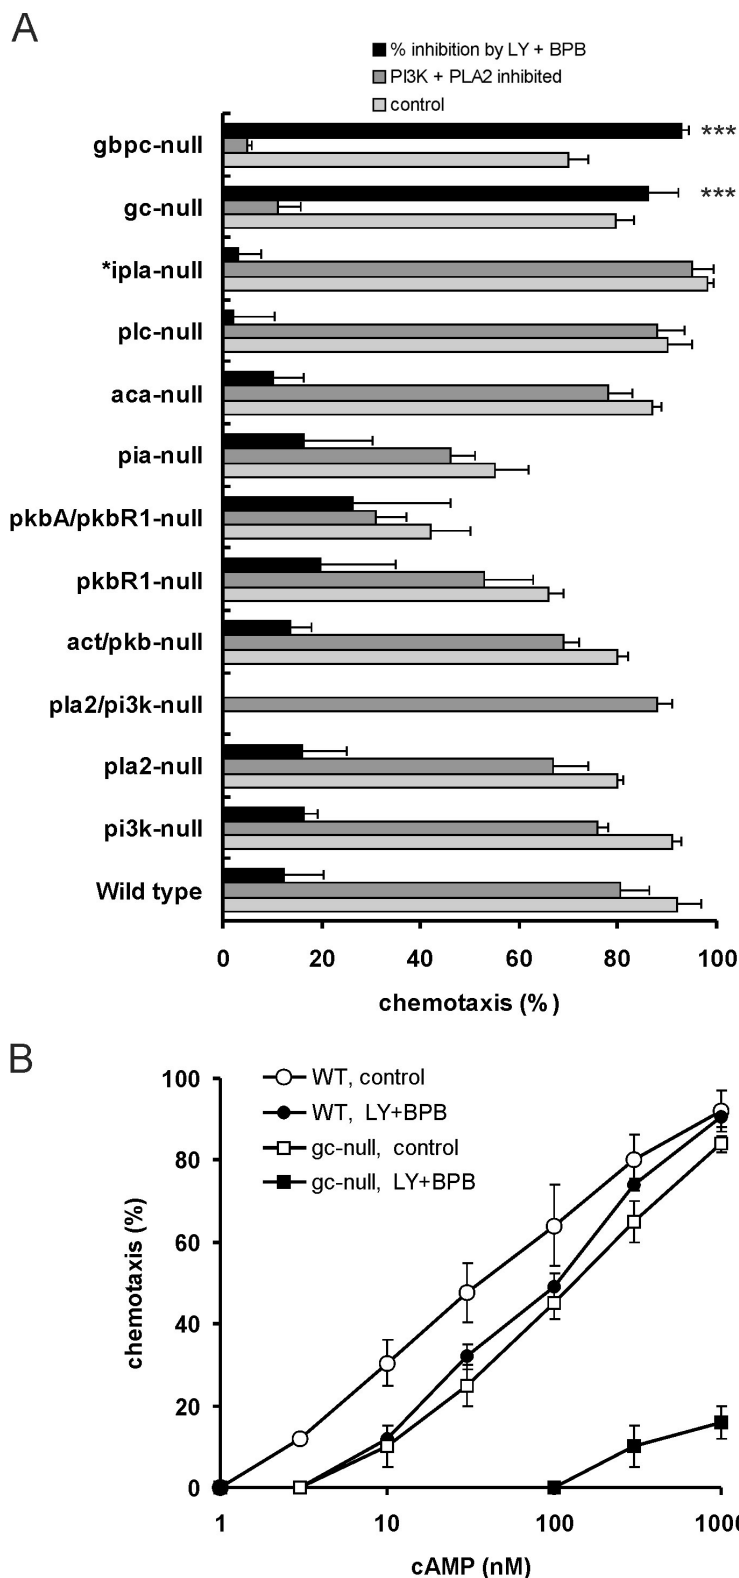 A
% inhibition by LY + BPB
PI3K + PLA2 inhibited
control
gbpc-null ***
gc-null ***
*ipla-null
plc-null
aca-null
pia-null
pkbA/pkbR1-null
pkbR1-null
act/pkb-null
pla2/pi3k-null
pla2-null
pi3k-null
Wild type
0 20 40 60 80 100
chemotaxis (%)
B
WT, control
WT, LY+BPB
gc-null, control
gc-null, LY+BPB
chemotaxis (%)
100
80
60
40
20
0
1 10 100 1000
cAMP (nM)